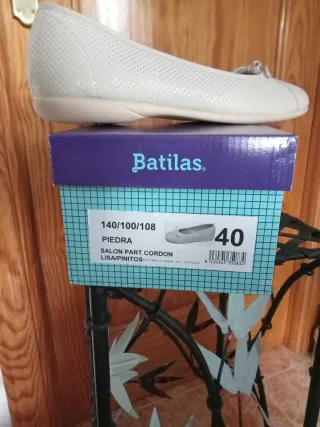 Batilas
140/100/108
PIEDRA
40
SALON PART CORDON
LISA/PINITOS